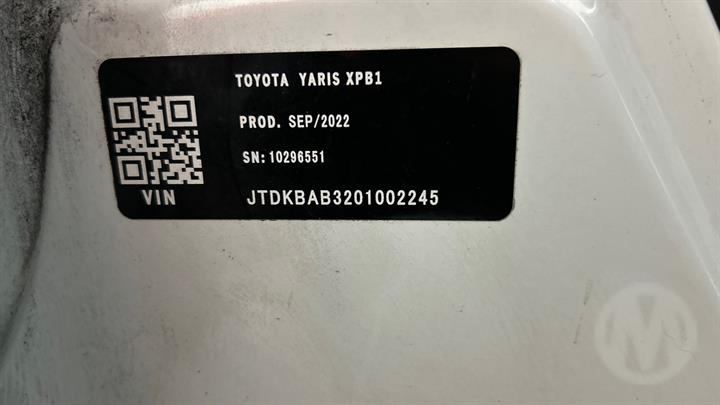 TOYOTA YARIS XPB1
PROD. SEP/2022
SN: 10296551
VIN
JTDKBAB3201002245
M